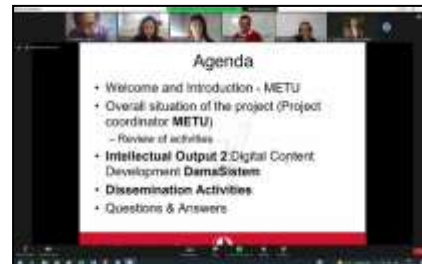 Agenda
• Welcome and Introduction - METU
• Overall situation of the project (Project
coordinator METU)
– Review of activities
• Intellectual Output 2:Digital Content
Development DamaSistem
• Dissemination Activities
• Questions & Answers